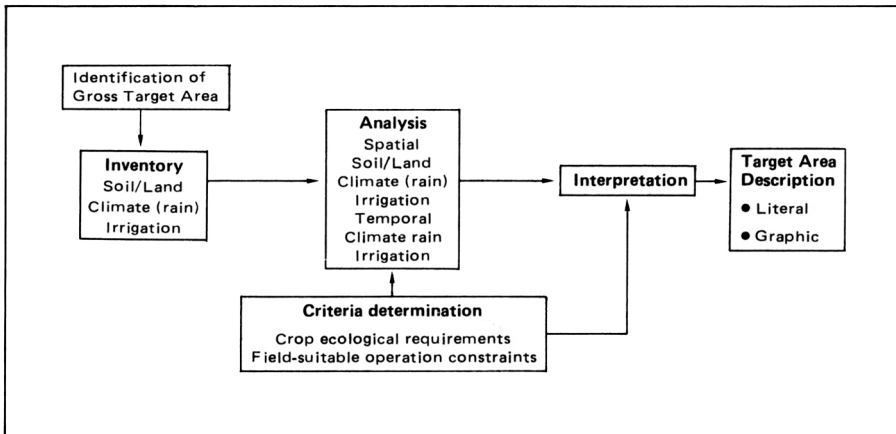 Identification of
Gross Target Area
Inventory
Soil/Land
Climate (rain)
Irrigation
Analysis
Spatial
Soil/Land
Climate (rain)
Irrigation
Temporal
Climate rain
Irrigation
Criteria determination
Crop ecological requirements
Field-suitable operation constraints
Interpretation
Target Area
Description
● Literal
● Graphic